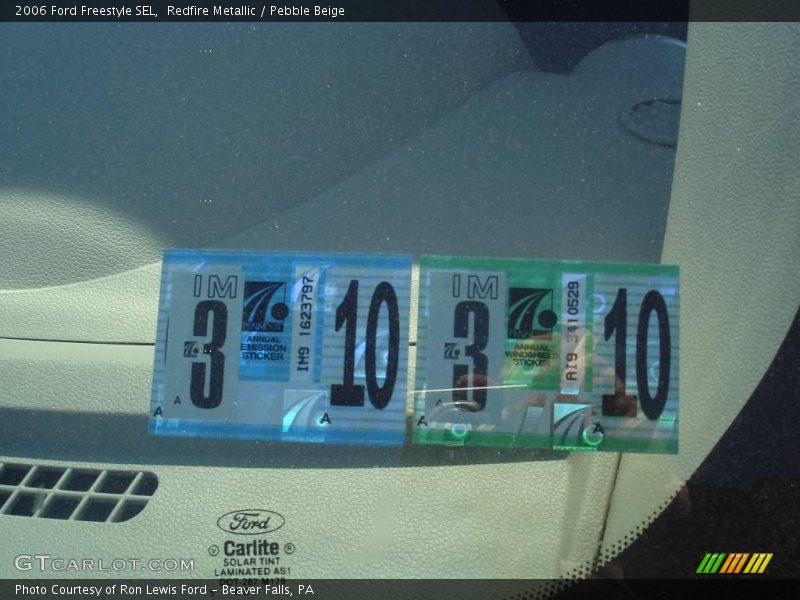 2006 Ford Freestyle SEL,  Redfire Metallic / Pebble Beige
IM
3
A
A
ANNUAL
EMISSION
STICKER
IM9 1623797
10
A
IM
3
A
A
ANNUAL
WINDSHIELD
STICKER
AI9 3410529
10
A
Ford
Carlite
SOLAR TINT
LAMINATED AS1
GTCARLOT.COM
Photo Courtesy of Ron Lewis Ford - Beaver Falls, PA